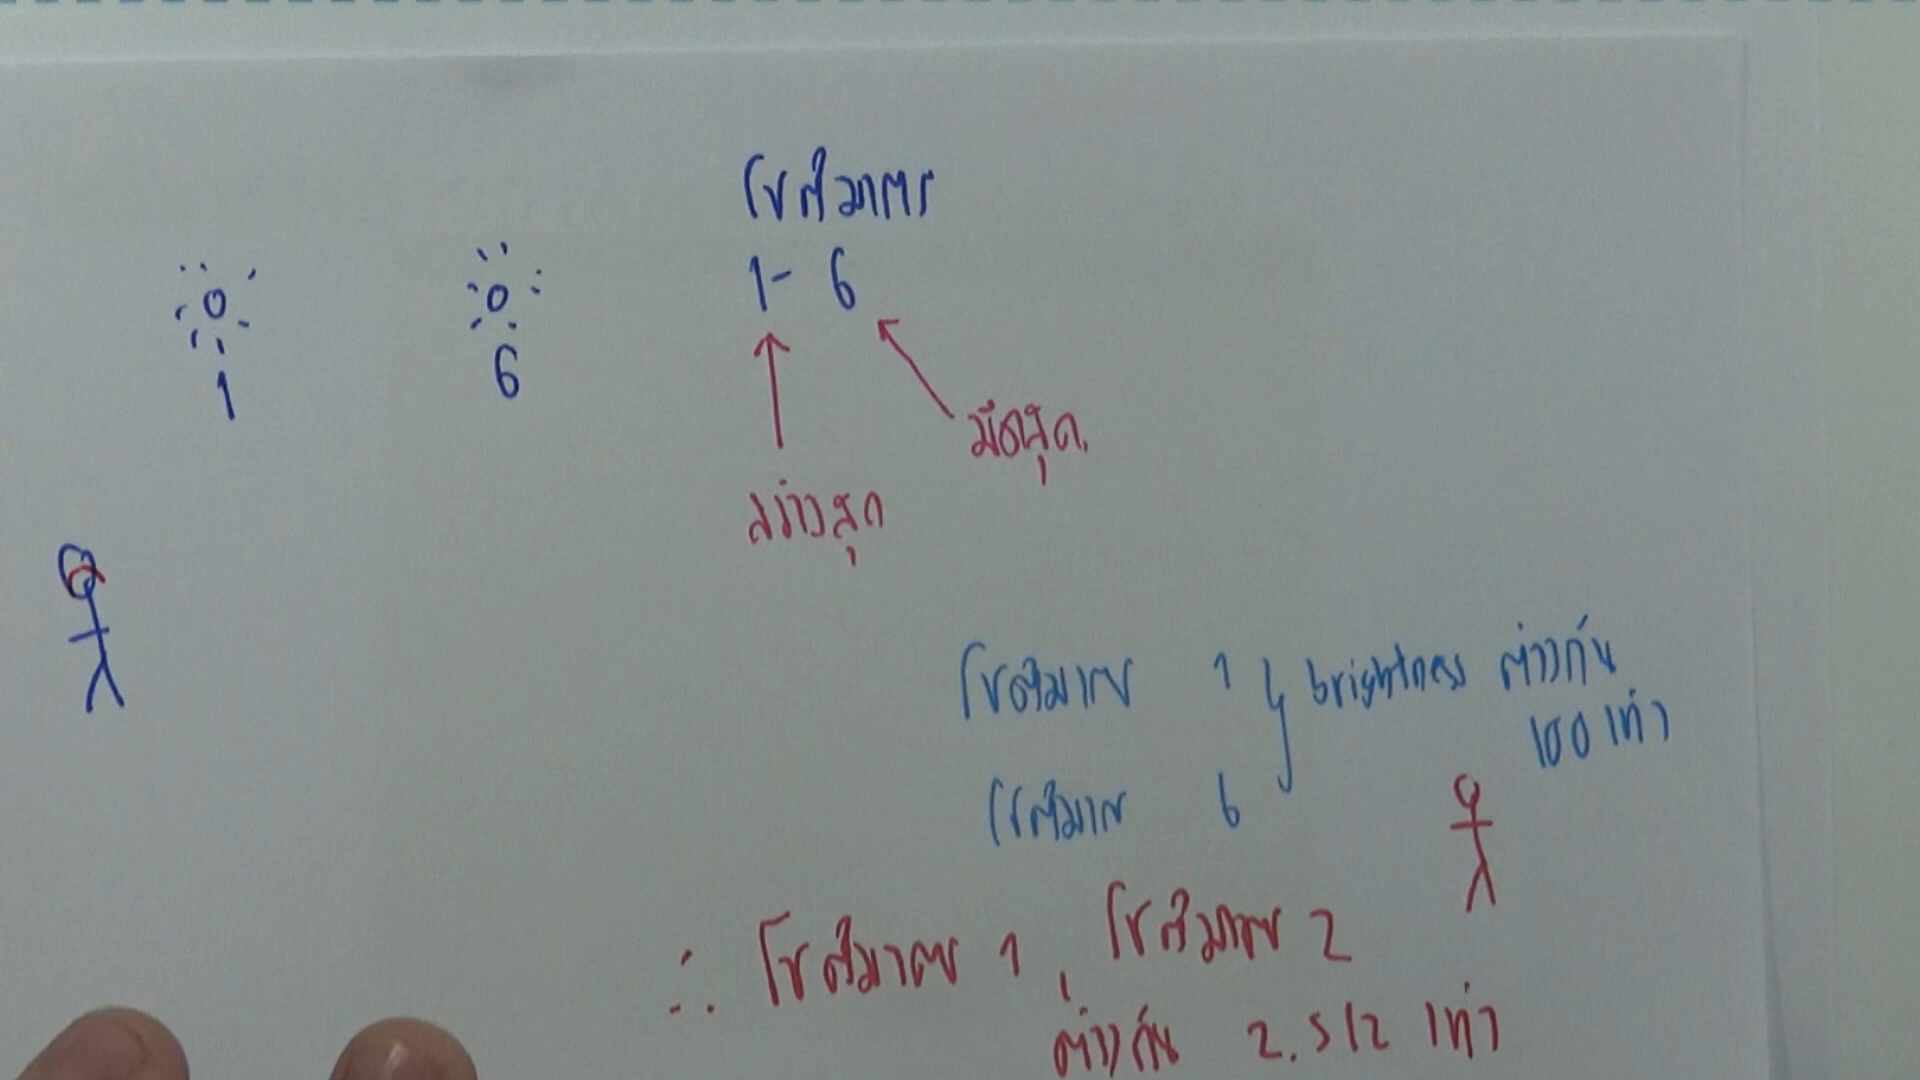 โชติมาตร
1 - 6
1
6
มืดสุด
สว่างสุด
โชติมาตร 1 brightness ต่างกัน
100 เท่า
โชติมาตร 6
∴ โชติมาตร 1 , โชติมาตร 2
ต่างกัน 2.512 เท่า